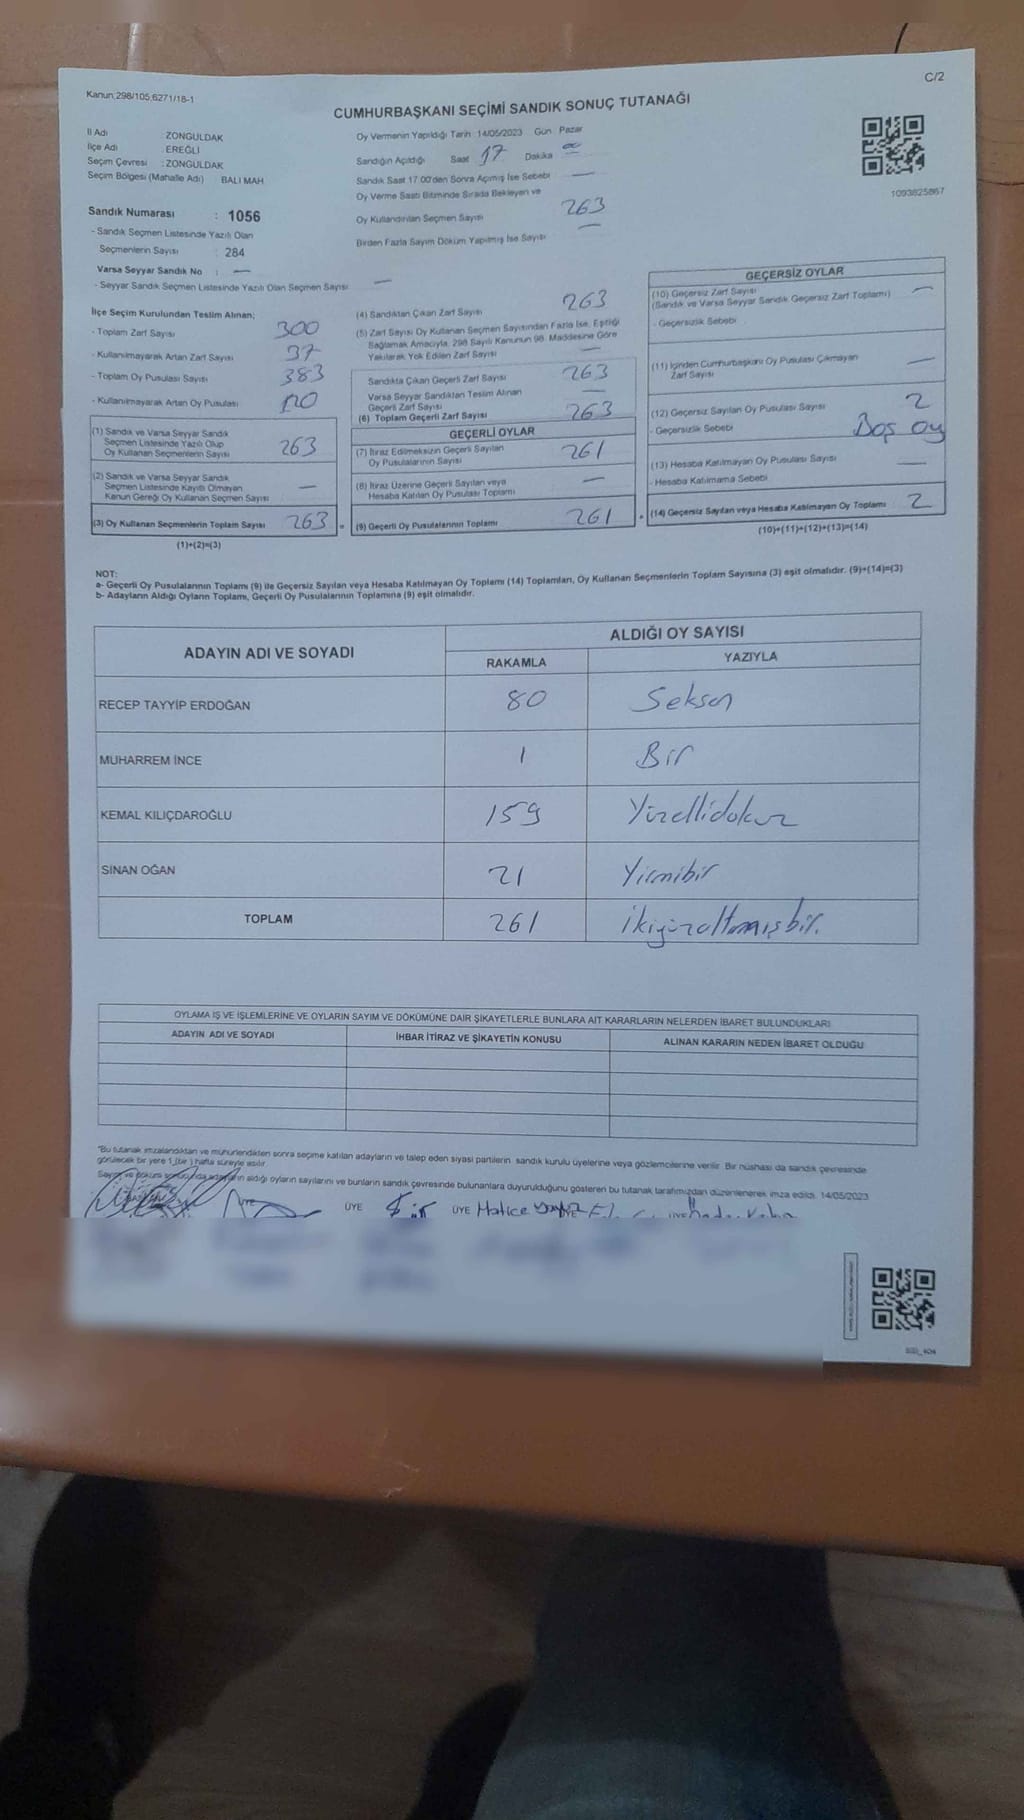 C/2
Kanun;298/105,6271/18-1
CUMHURBAŞKANI SEÇİMİ SANDIK SONUÇ TUTANAĞI
İl Adı : ZONGULDAK
İlçe Adı : EREĞLİ
Seçim Çevresi : ZONGULDAK
Seçim Bölgesi (Mahalle Adı) BALI MAH
Oy Vermenin Yapıldığı Tarih :14/05/2023 Gün Pazar
Sandığın Açıldığı Saat 17 Dakika
Sandık Saat 17.00'den Sonra Açılmış İse Sebebi —
Oy Verme Saati Bitiminde Sırada Bekleyen ve
Oy Kullandırılan Seçmen Sayısı 263
Birden Fazla Sayım Döküm Yapılmış İse Sayısı —
1093825867
Sandık Numarası : 1056
- Sandık Seçmen Listesinde Yazılı Olan
Seçmenlerin Sayısı : 284
Varsa Seyyar Sandık No : —
- Seyyar Sandık Seçmen Listesinde Yazılı Olan Seçmen Sayısı —
İlçe Seçim Kurulundan Teslim Alınan;
- Toplam Zarf Sayısı 300
- Kullanılmayarak Artan Zarf Sayısı 37
- Toplam Oy Pusulası Sayısı 383
- Kullanılmayarak Artan Oy Pusulası 120
(1) Sandık ve Varsa Seyyar Sandık
Seçmen Listesinde Yazılı Olup
Oy Kullanan Seçmenlerin Sayısı 263
(2) Sandık ve Varsa Seyyar Sandık
Seçmen Listesinde Kayıtlı Olmayan
Kanun Gereği Oy Kullanan Seçmen Sayısı —
(3) Oy Kullanan Seçmenlerin Toplam Sayısı 263 =
(1)+(2)=(3)
(4) Sandıktan Çıkan Zarf Sayısı 263
(5) Zarf Sayısı Oy Kullanan Seçmen Sayısından Fazla İse, Eşitliği
Sağlamak Amacıyla, 298 Sayılı Kanunun 98. Maddesine Göre
Yakılarak Yok Edilen Zarf Sayısı —
Sandıkta Çıkan Geçerli Zarf Sayısı 263
Varsa Seyyar Sandıktan Teslim Alınan
Geçerli Zarf Sayısı —
(6) Toplam Geçerli Zarf Sayısı 263
GEÇERLİ OYLAR
(7) İtiraz Edilmeksizin Geçerli Sayılan
Oy Pusulalarının Sayısı 261
(8) İtiraz Üzerine Geçerli Sayılan veya
Hesaba Katılan Oy Pusulası Toplamı —
(9) Geçerli Oy Pusulalarının Toplamı 261 +
GEÇERSİZ OYLAR
(10) Geçersiz Zarf Sayısı —
(Sandık ve Varsa Seyyar Sandık Geçersiz Zarf Toplamı)
- Geçersizlik Sebebi
(11) İçinden Cumhurbaşkanı Oy Pusulası Çıkmayan
Zarf Sayısı —
(12) Geçersiz Sayılan Oy Pusulası Sayısı 2
- Geçersizlik Sebebi Boş oy
(13) Hesaba Katılmayan Oy Pusulası Sayısı —
- Hesaba Katılmama Sebebi
(14) Geçersiz Sayılan veya Hesaba Katılmayan Oy Toplamı 2
(10)+(11)+(12)+(13)=(14)
NOT:
a- Geçerli Oy Pusulalarının Toplamı (9) ile Geçersiz Sayılan veya Hesaba Katılmayan Oy Toplamı (14) Toplamları, Oy Kullanan Seçmenlerin Toplam Sayısına (3) eşit olmalıdır. (9)+(14)=(3)
b- Adayların Aldığı Oyların Toplamı, Geçerli Oy Pusulalarının Toplamına (9) eşit olmalıdır.
ADAYIN ADI VE SOYADI ALDIĞI OY SAYISI
RAKAMLA YAZIYLA
RECEP TAYYİP ERDOĞAN 80 Seksen
MUHARREM İNCE 1 Bir
KEMAL KILIÇDAROĞLU 159 Yüzellidokuz
SİNAN OĞAN 21 Yirmibir
TOPLAM 261 İkiyüzaltmışbir.
OYLAMA İŞ VE İŞLEMLERİNE VE OYLARIN SAYIM VE DÖKÜMÜNE DAİR ŞİKAYETLERLE BUNLARA AİT KARARLARIN NELERDEN İBARET BULUNDUKLARI
ADAYIN ADI VE SOYADI İHBAR İTİRAZ VE ŞİKAYETİN KONUSU ALINAN KARARIN NEDEN İBARET OLDUĞU
*Bu tutanak imzalandıktan ve mühürlendikten sonra seçime katılan adayların ve talep eden siyasi partilerin sandık kurulu üyelerine veya gözlemcilerine verilir. Bir nüshası da sandık çevresinde
görülecek bir yere 1 (bir) hafta süreyle asılır.
Sayım ve döküm sonucunda adayların aldığı oyların sayılarını ve bunların sandık çevresinde bulunanlara duyurulduğunu gösteren bu tutanak tarafımızdan düzenlenerek imza edildi. 14/05/2023
ÜYE ÜYE ÜYE Hatice